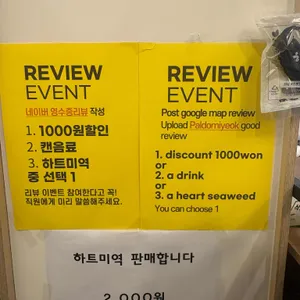 REVIEW
EVENT
네이버 영수증리뷰 작성
1. 1000원할인
2. 캔음료
3. 하트미역
중 선택 1
리뷰 이벤트 참여한다고 꼭!
직원에게 미리 말씀해주세요.
REVIEW
EVENT
Post google map review
Upload Paldomiyeok good
review
1. discount 1000won
or
2. a drink
or
3. a heart seaweed
You can choose 1
하트미역 판매합니다
2,000원